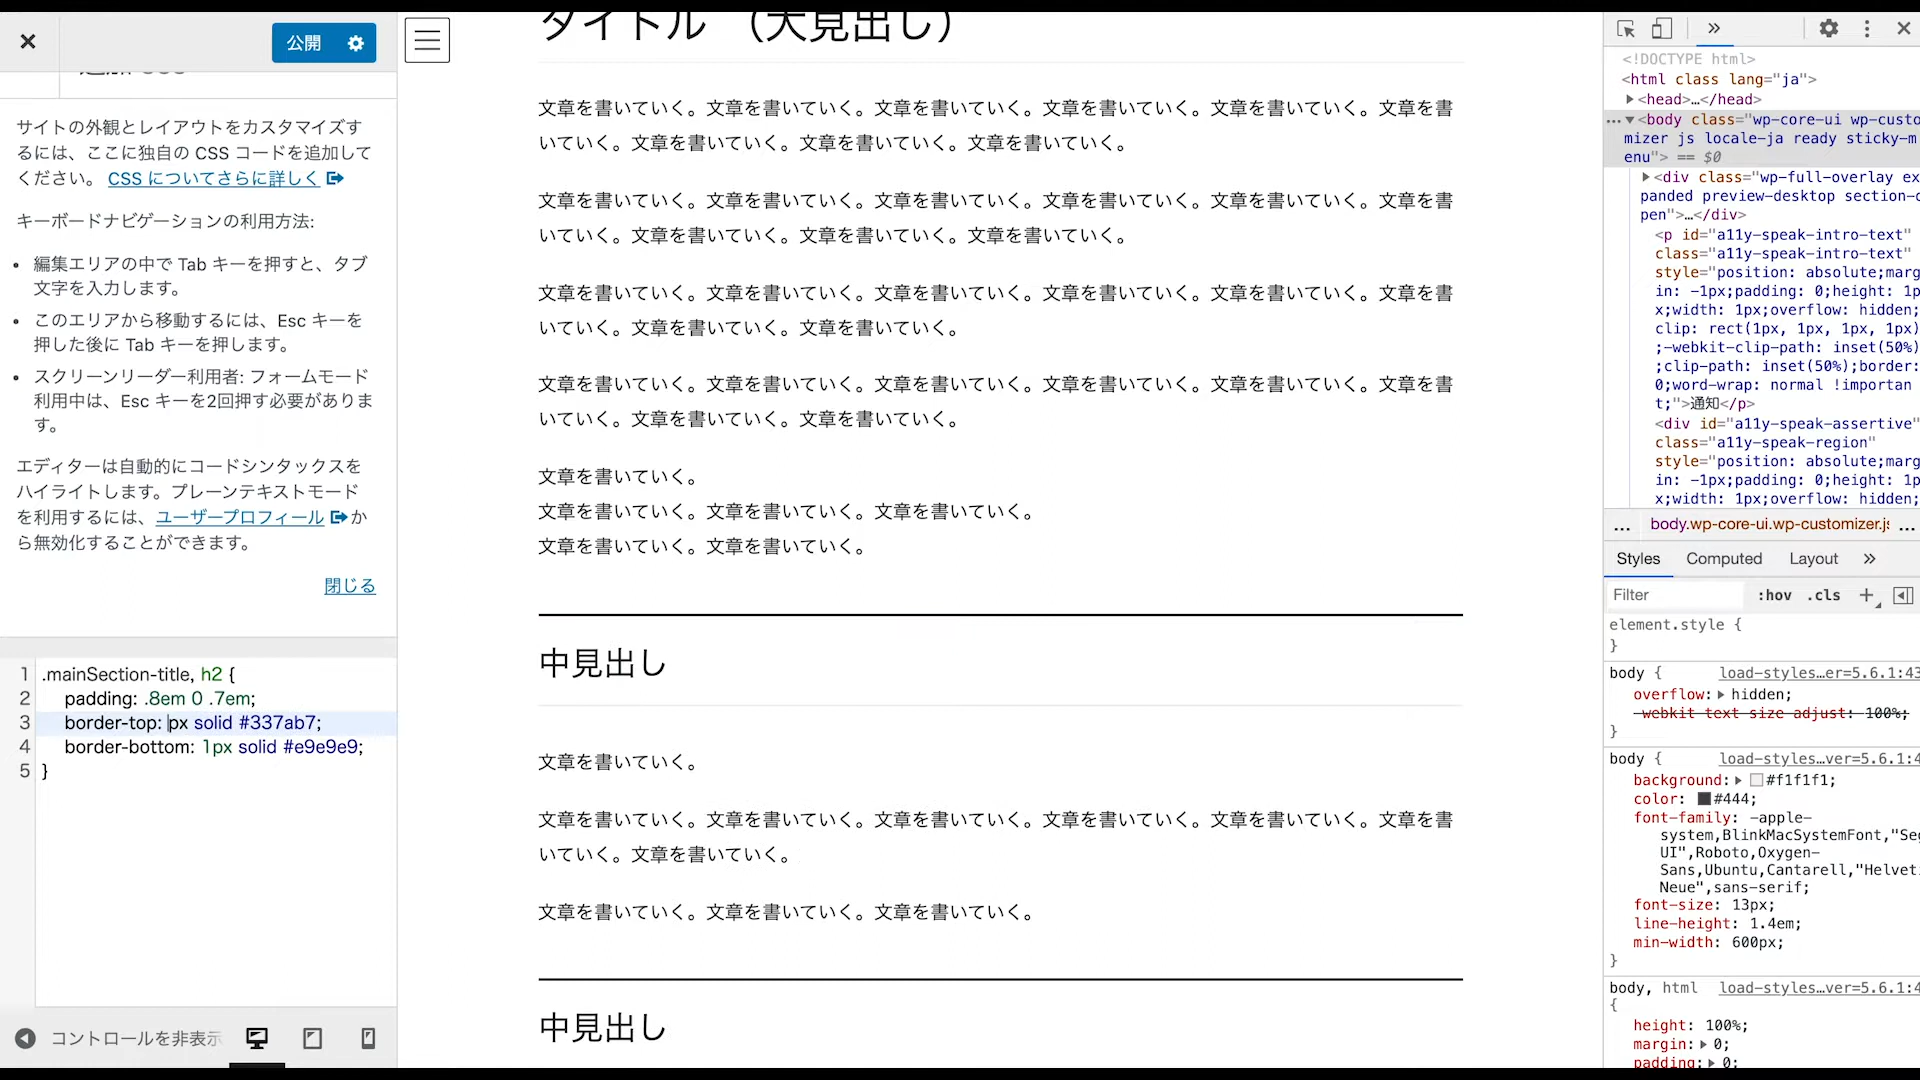 公開
タイトル （大見出し）
サイトの外観とレイアウトをカスタマイズす
るには、ここに独自の CSS コードを追加して
ください。 CSS についてさらに詳しく
キーボードナビゲーションの利用方法:
編集エリアの中で Tab キーを押すと、タブ
文字を入力します。
このエリアから移動するには、Esc キーを
押した後に Tab キーを押します。
スクリーンリーダー利用者: フォームモード
利用中は、Esc キーを2回押す必要がありま
す。
エディターは自動的にコードシンタックスを
ハイライトします。プレーンテキストモード
を利用するには、ユーザープロフィール か
ら無効化することができます。
閉じる
1 .mainSection-title, h2 {
2 padding: .8em 0 .7em;
3 border-top: px solid #337ab7;
4 border-bottom: 1px solid #e9e9e9;
5 }
コントロールを非表示
文章を書いていく。文章を書いていく。文章を書いていく。文章を書いていく。文章を書いていく。文章を書
いていく。文章を書いていく。文章を書いていく。文章を書いていく。
文章を書いていく。文章を書いていく。文章を書いていく。文章を書いていく。文章を書いていく。文章を書
いていく。文章を書いていく。文章を書いていく。文章を書いていく。
文章を書いていく。文章を書いていく。文章を書いていく。文章を書いていく。文章を書いていく。文章を書
いていく。文章を書いていく。文章を書いていく。
文章を書いていく。文章を書いていく。文章を書いていく。文章を書いていく。文章を書いていく。文章を書
いていく。文章を書いていく。文章を書いていく。
文章を書いていく。
文章を書いていく。文章を書いていく。文章を書いていく。
文章を書いていく。文章を書いていく。
中見出し
文章を書いていく。
文章を書いていく。文章を書いていく。文章を書いていく。文章を書いていく。文章を書いていく。文章を書
いていく。文章を書いていく。
文章を書いていく。文章を書いていく。文章を書いていく。
中見出し
<!DOCTYPE html>
<html class lang="ja">
<head>…</head>
<body class="wp-core-ui wp-custo
mizer js locale-ja ready sticky-m
enu"> == $0
<div class="wp-full-overlay ex
panded preview-desktop section-o
pen">…</div>
<p id="a11y-speak-intro-text"
class="a11y-speak-intro-text"
style="position: absolute;marg
in: -1px;padding: 0;height: 1p
x;width: 1px;overflow: hidden;
clip: rect(1px, 1px, 1px, 1px)
;-webkit-clip-path: inset(50%)
;clip-path: inset(50%);border:
0;word-wrap: normal !importan
t;">通知</p>
<div id="a11y-speak-assertive"
class="a11y-speak-region"
style="position: absolute;marg
in: -1px;padding: 0;height: 1p
x;width: 1px;overflow: hidden;
… body.wp-core-ui.wp-customizer.js …
Styles Computed Layout
Filter :hov .cls +
element.style {
}
body { load-styles…er=5.6.1:43
overflow: hidden;
-webkit-text-size-adjust: 100%;
}
body { load-styles…ver=5.6.1:4
background: #f1f1f1;
color: #444;
font-family: -apple-
system,BlinkMacSystemFont,"Seg
UI",Roboto,Oxygen-
Sans,Ubuntu,Cantarell,"Helveti
Neue",sans-serif;
font-size: 13px;
line-height: 1.4em;
min-width: 600px;
}
body, html load-styles…ver=5.6.1:4
{
height: 100%;
margin: 0;
padding: 0;